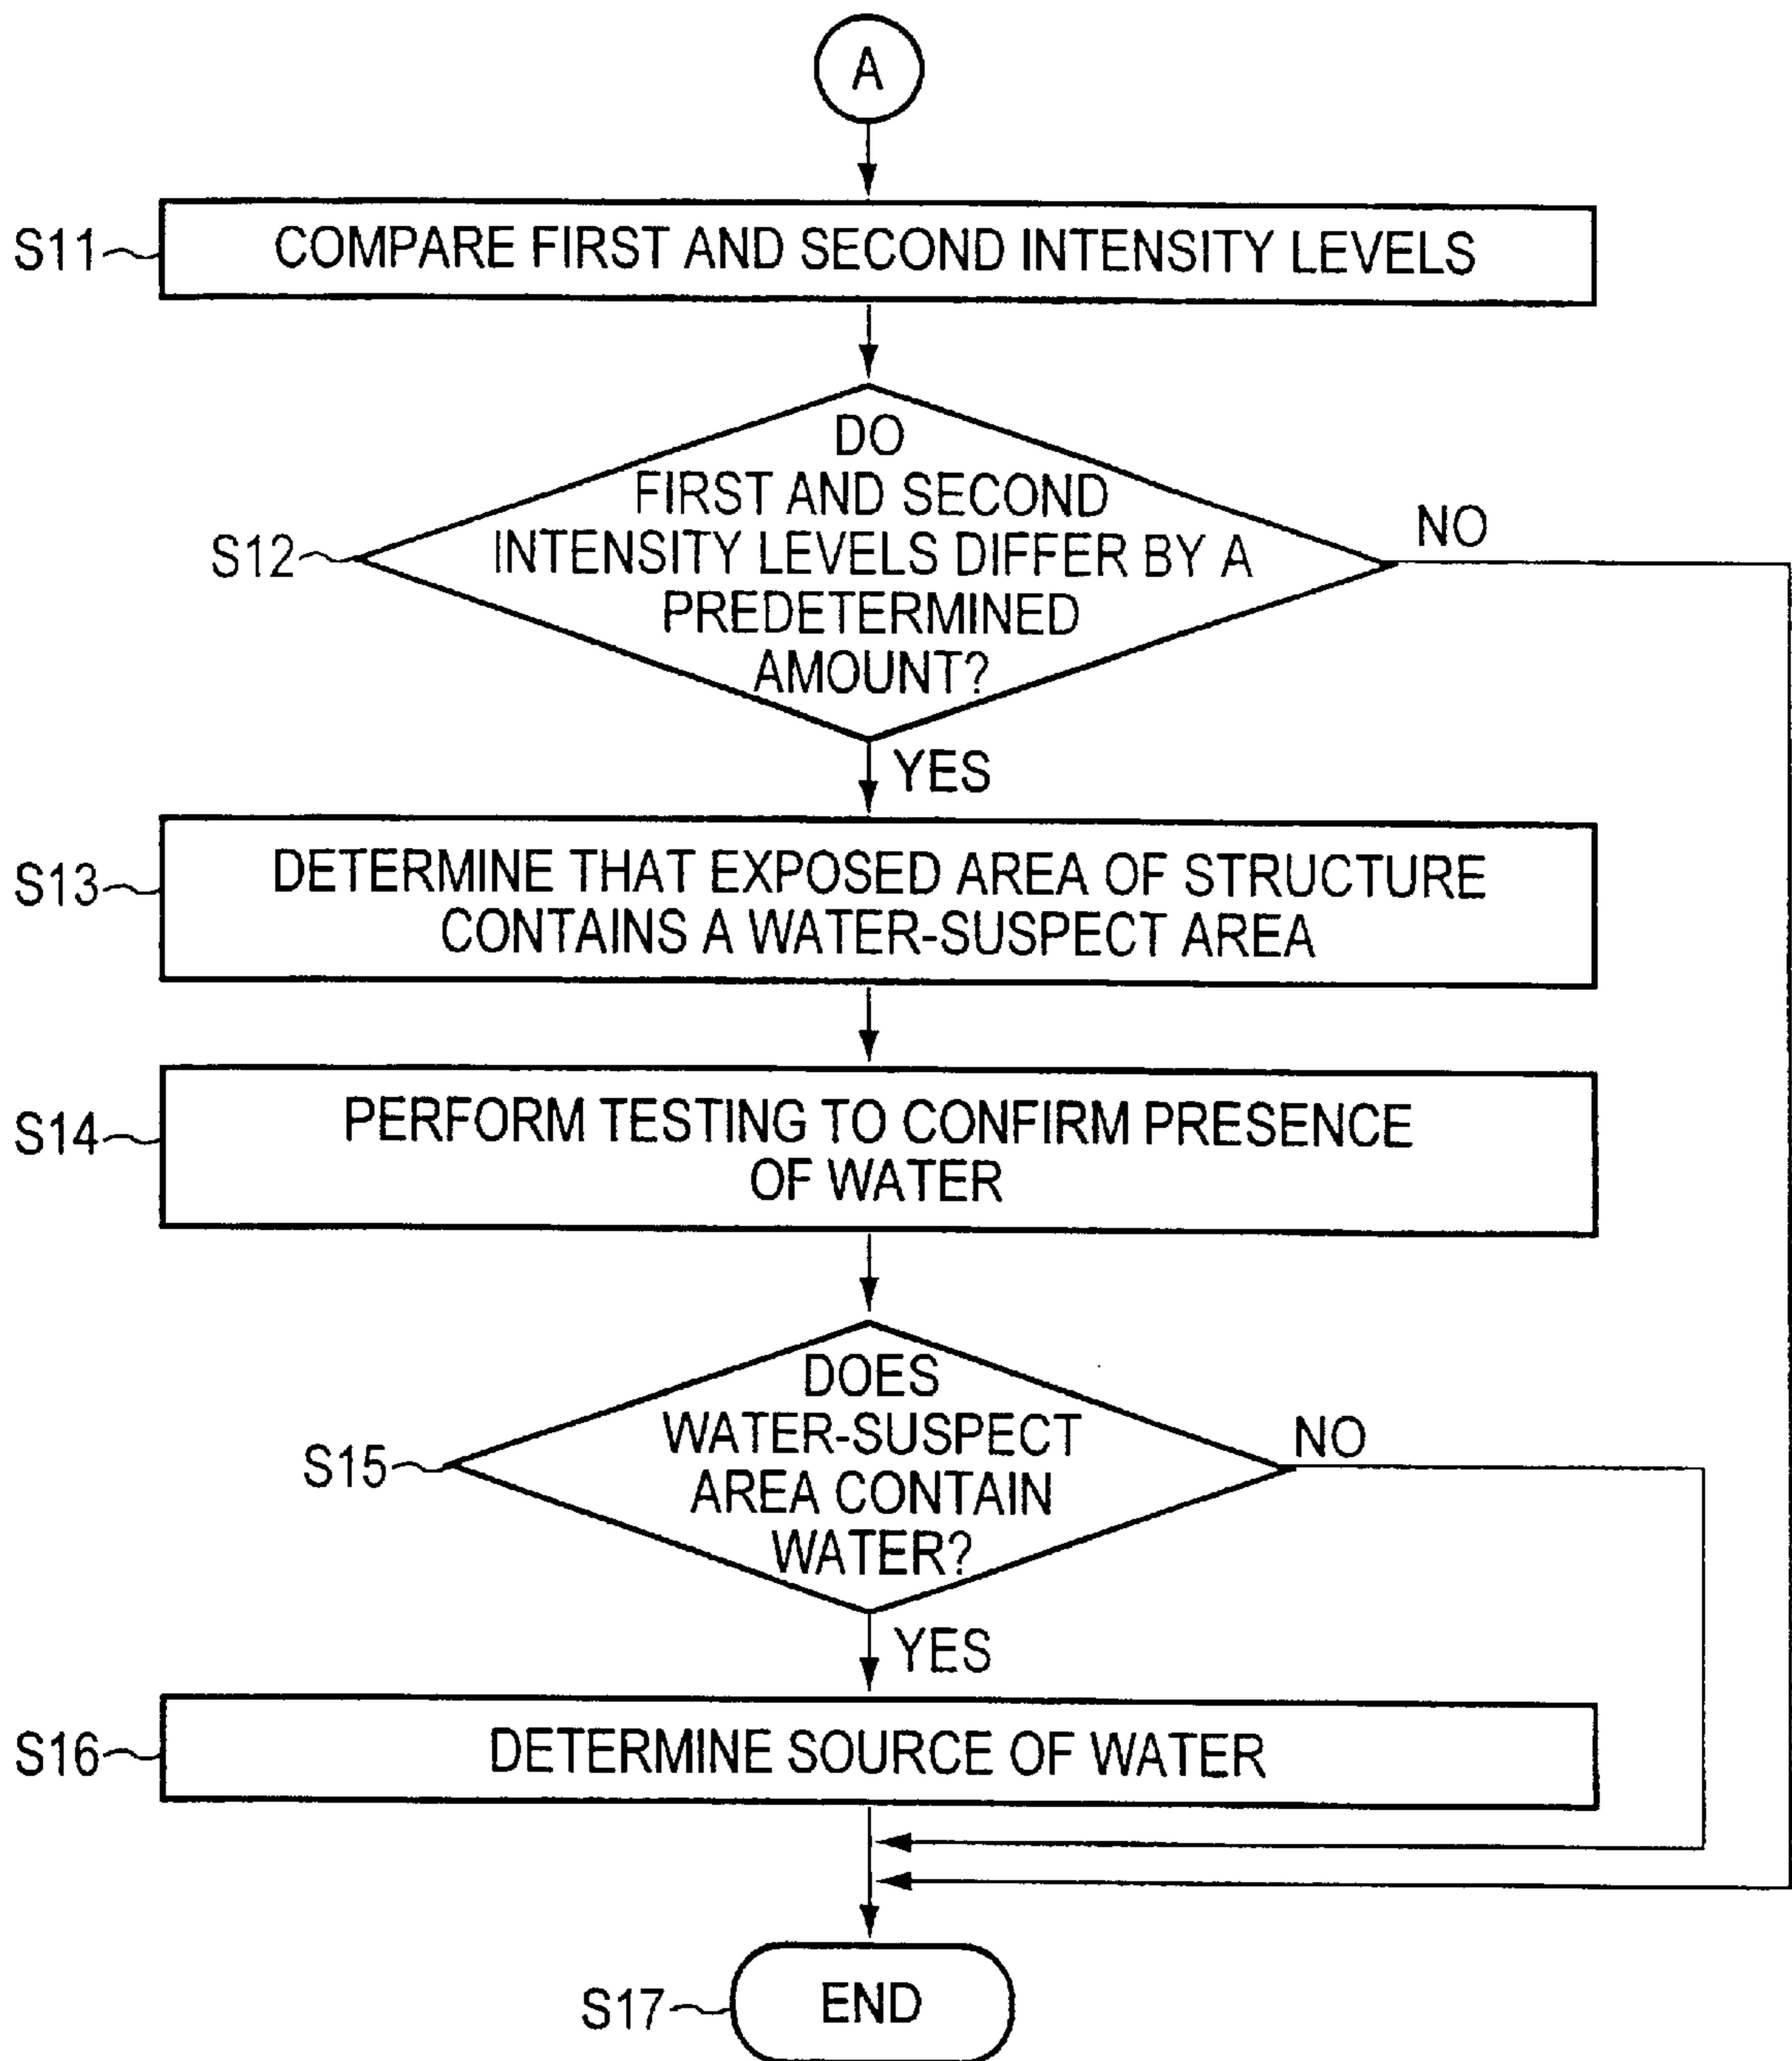 A
S11
COMPARE FIRST AND SECOND INTENSITY LEVELS
DO
FIRST AND SECOND
INTENSITY LEVELS DIFFER BY A
PREDETERMINED
AMOUNT?
S12
NO
YES
S13
DETERMINE THAT EXPOSED AREA OF STRUCTURE
CONTAINS A WATER-SUSPECT AREA
S14
PERFORM TESTING TO CONFIRM PRESENCE
OF WATER
DOES
WATER-SUSPECT
AREA CONTAIN
WATER?
S15
NO
YES
S16
DETERMINE SOURCE OF WATER
S17
END